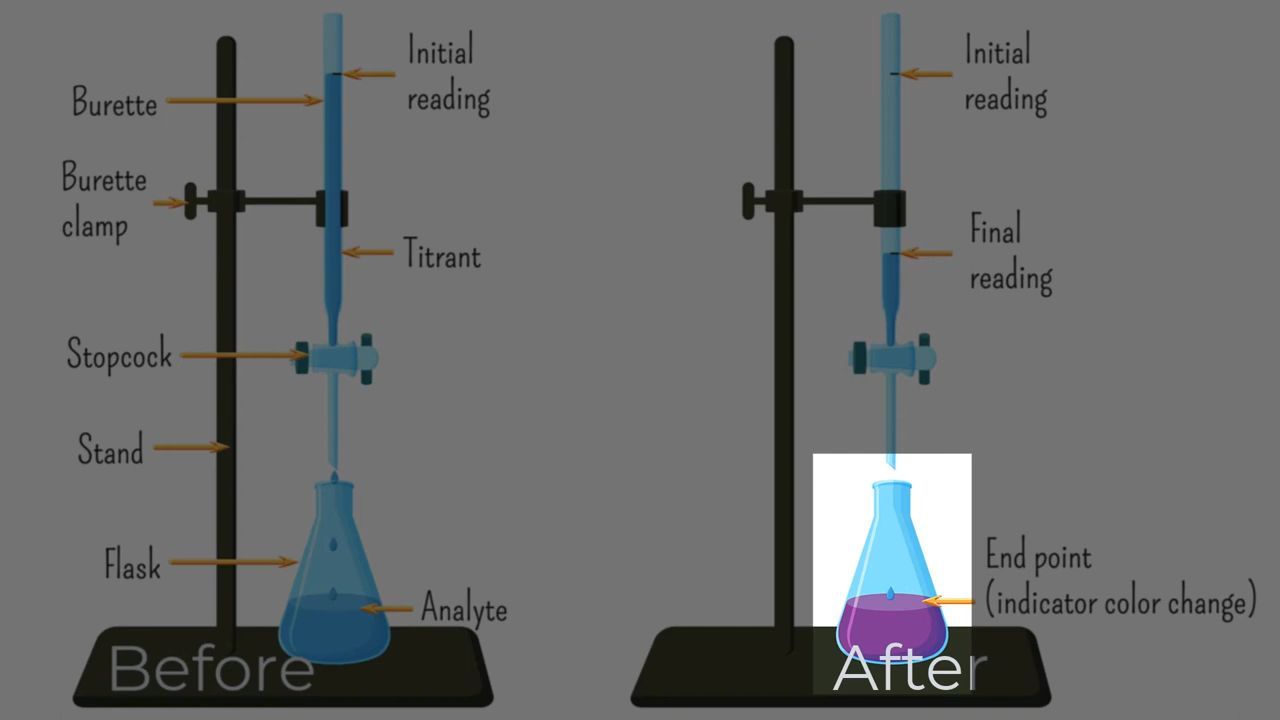 Initial
reading
Burette
Burette
clamp
Titrant
Stopcock
Stand
Flask
Analyte
Before
Initial
reading
Final
reading
End point
(indicator color change)
After